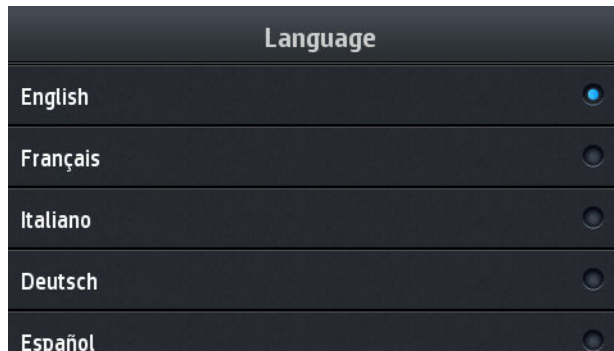 Language
English
Français
Italiano
Deutsch
Español